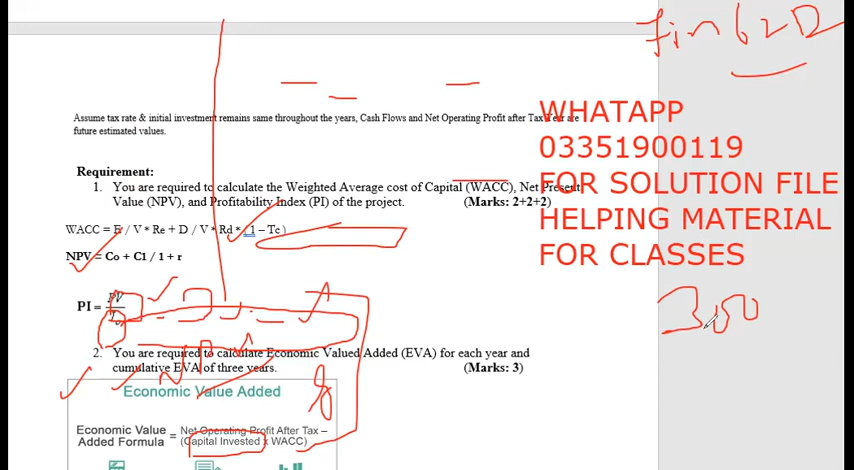 fin 622
Assume tax rate & initial investment remains same throughout the years, Cash Flows and Net Operating Profit after Tax Year are
future estimated values.
WHATAPP
03351900119
FOR SOLUTION FILE
HELPING MATERIAL
FOR CLASSES
Requirement:
1. You are required to calculate the Weighted Average cost of Capital (WACC), Net Present
Value (NPV), and Profitability Index (PI) of the project. (Marks: 2+2+2)
WACC = E / V * Re + D / V * Rd * ( 1 – Tc )
NPV = Co + C1 / 1 + r
PI = PV
300
2. You are required to calculate Economic Valued Added (EVA) for each year and
cumulative EVA of three years. (Marks: 3)
Economic Value Added
Economic Value Added Formula = Net Operating Profit After Tax –
(Capital Invested x WACC)